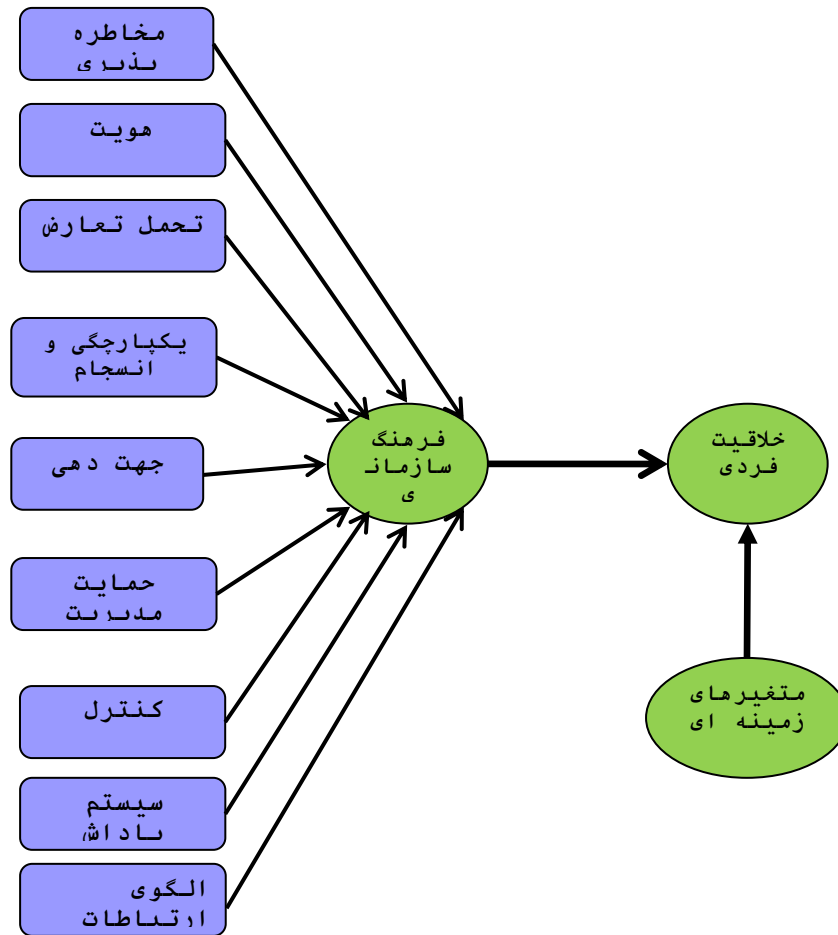 مخاطره
پذیری
هویت
تحمل تعارض
یکپارچگی و
انسجام
جهت دهی
حمایت
مدیریت
کنترل
سیستم
پاداش
الگوی
ارتباطات
فرهنگ
سازمانـ
ی
خلاقیت
فردی
متغیرهای
زمینه ای